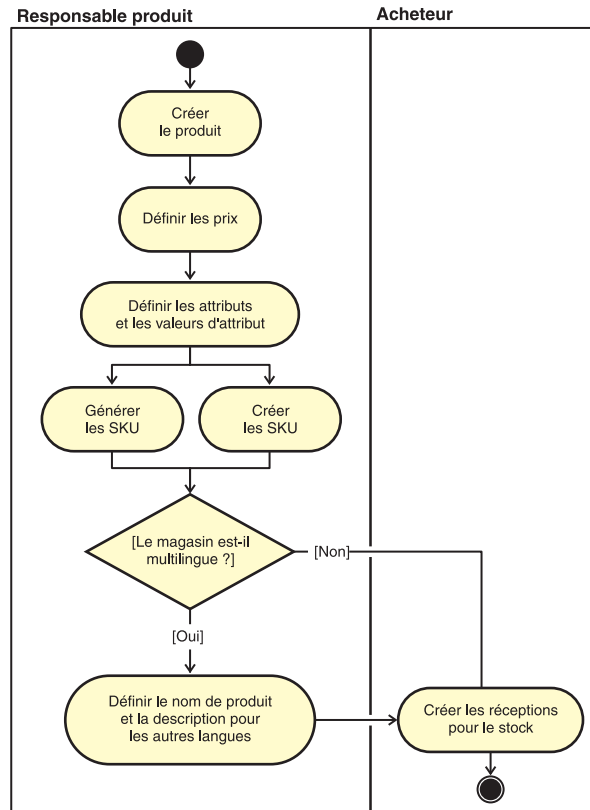 Responsable produit
Acheteur
Créer
le produit
Définir les prix
Définir les attributs
et les valeurs d'attribut
Générer
les SKU
Créer
les SKU
[Le magasin est-il
multilingue ?]
[Non]
[Oui]
Définir le nom de produit
et la description pour
les autres langues
Créer les réceptions
pour le stock